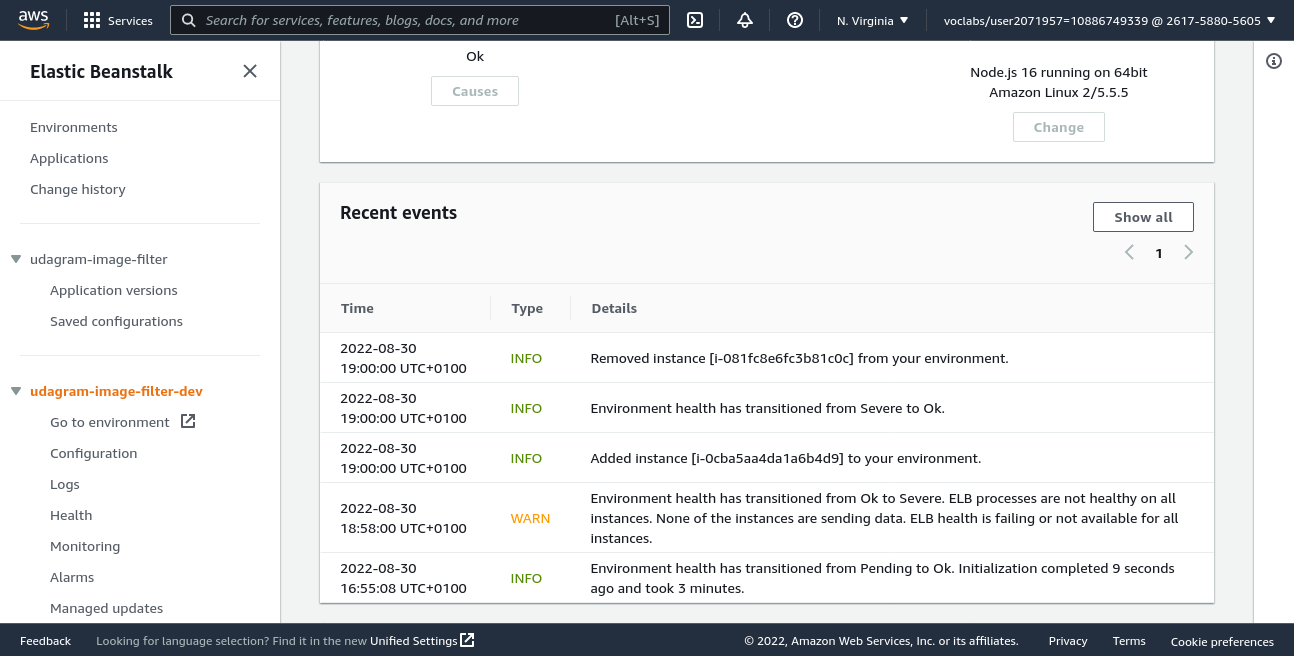 aws
Services
Search for services, features, blogs, docs, and more
[Alt+S]
N. Virginia
voclabs/user2071957=10886749339 @ 2617-5880-5605
Elastic Beanstalk
Environments
Applications
Change history
udagram-image-filter
Application versions
Saved configurations
udagram-image-filter-dev
Go to environment
Configuration
Logs
Health
Monitoring
Alarms
Managed updates
Ok
Causes
Node.js 16 running on 64bit
Amazon Linux 2/5.5.5
Change
Recent events
Show all
1
Time Type Details
2022-08-30
19:00:00 UTC+0100
INFO
Removed instance [i-081fc8e6fc3b81c0c] from your environment.
2022-08-30
19:00:00 UTC+0100
INFO
Environment health has transitioned from Severe to Ok.
2022-08-30
19:00:00 UTC+0100
INFO
Added instance [i-0cba5aa4da1a6b4d9] to your environment.
2022-08-30
18:58:00 UTC+0100
WARN
Environment health has transitioned from Ok to Severe. ELB processes are not healthy on all
instances. None of the instances are sending data. ELB health is failing or not available for all
instances.
2022-08-30
16:55:08 UTC+0100
INFO
Environment health has transitioned from Pending to Ok. Initialization completed 9 seconds
ago and took 3 minutes.
Feedback
Looking for language selection? Find it in the new Unified Settings
© 2022, Amazon Web Services, Inc. or its affiliates.
Privacy
Terms
Cookie preferences